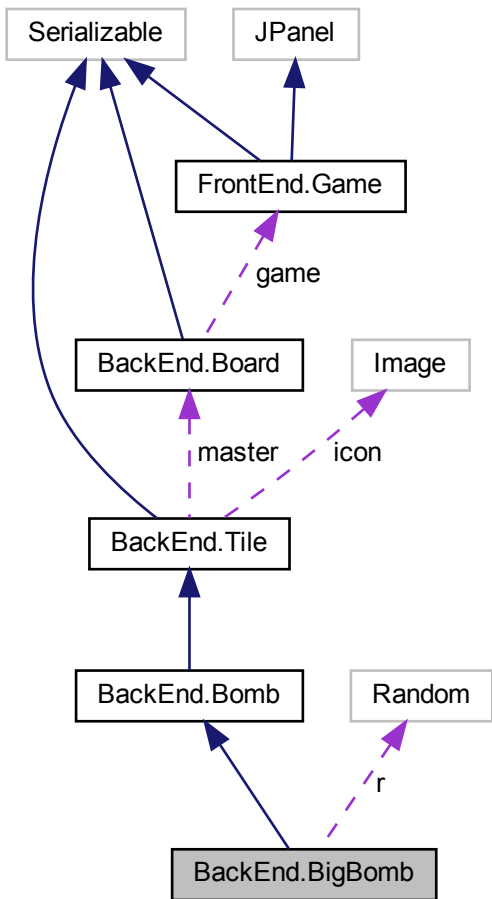 Serializable
JPanel
FrontEnd.Game
game
BackEnd.Board
Image
master
icon
BackEnd.Tile
BackEnd.Bomb
Random
r
BackEnd.BigBomb